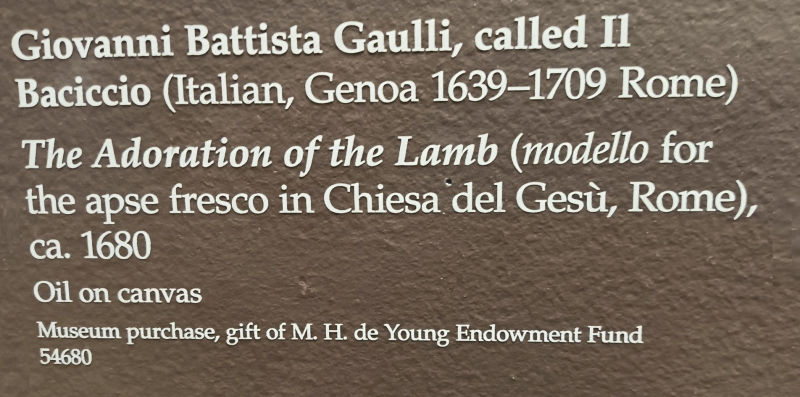 Giovanni Battista Gaulli, called Il
Baciccio (Italian, Genoa 1639–1709 Rome)
The Adoration of the Lamb (modello for
the apse fresco in Chiesa del Gesù, Rome),
ca. 1680
Oil on canvas
Museum purchase, gift of M. H. de Young Endowment Fund
54680